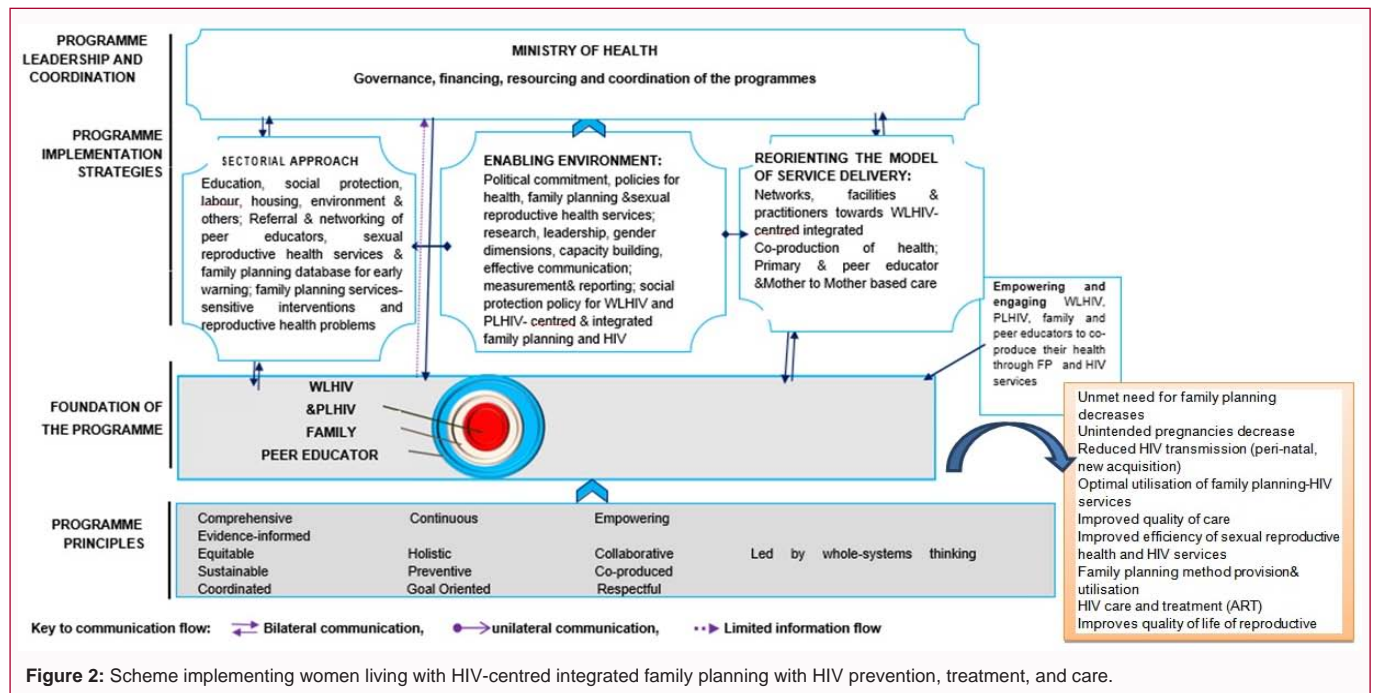 PROGRAMME
LEADERSHIP AND
COORDINATION
MINISTRY OF HEALTH
Governance, financing, resourcing and coordination of the programmes
PROGRAMME
IMPLEMENTATION
STRATEGIES
SECTORIAL APPROACH
Education, social protection,
labour, housing, environment &
others; Referral & networking of
peer educators, sexual
reproductive health services &
family planning database for early
warning; family planning services-
sensitive interventions and
reproductive health problems
ENABLING ENVIRONMENT:
Political commitment, policies for
health, family planning &sexual
reproductive health services;
research, leadership, gender
dimensions, capacity building,
effective communication;
measurement& reporting; social
protection policy for WLHIV and
PLHIV- centred & integrated
family planning and HIV
REORIENTING THE MODEL
OF SERVICE DELIVERY:
Networks, facilities &
practitioners towards WLHIV-
centred integrated
Co-production of health;
Primary & peer educator
&Mother to Mother based care
Empowering and
engaging WLHIV,
PLHIV, family and
peer educators to co-
produce their health
through FP and HIV
services
FOUNDATION OF
THE PROGRAMME
WLHIV
&PLHIV
FAMILY
PEER EDUCATOR
Unmet need for family planning
decreases
Unintended pregnancies decrease
Reduced HIV transmission (peri-natal,
new acquisition)
Optimal utilisation of family planning-HIV
services
Improved quality of care
Improved efficiency of sexual reproductive
health and HIV services
Family planning method provision&
utilisation
HIV care and treatment (ART)
Improves quality of life of reproductive
PROGRAMME
PRINCIPLES
Comprehensive Continuous Empowering
Evidence-informed
Equitable Holistic Collaborative Led by whole-systems thinking
Sustainable Preventive Co-produced
Coordinated Goal Oriented Respectful
Key to communication flow: Bilateral communication, unilateral communication, Limited information flow
Figure 2: Scheme implementing women living with HIV-centred integrated family planning with HIV prevention, treatment, and care.